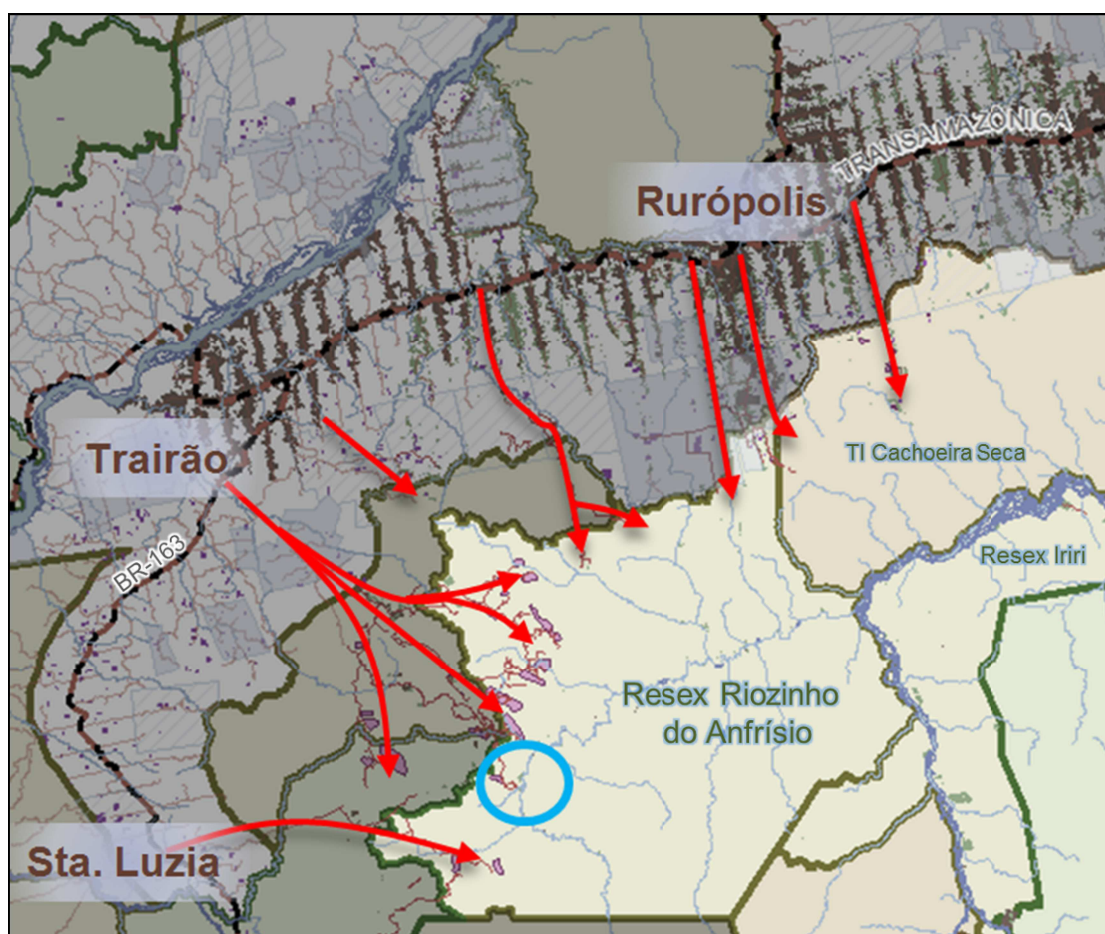 TRANSAMAZÔNICA
Rurópolis
Trairão
TI Cachoeira Seca
BR-163
Resex Iriri
Resex Riozinho
do Anfrísio
Sta. Luzia